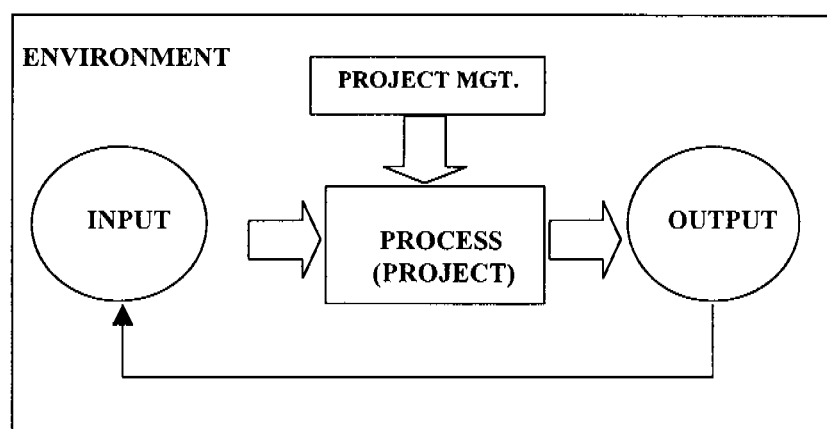 ENVIRONMENT
PROJECT MGT.
INPUT
PROCESS
(PROJECT)
OUTPUT